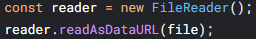 const reader = new FileReader();
reader.readAsDataURL(file);